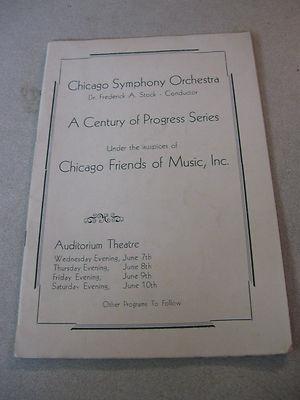 Chicago Symphony Orchestra
Dr. Frederick A. Stock - Conductor
A Century of Progress Series
Under the auspices of
Chicago Friends of Music, Inc.
Auditorium Theatre
Wednesday Evening, June 7th
Thursday Evening, June 8th
Friday Evening, June 9th
Saturday Evening, June 10th
Other Programs To Follow